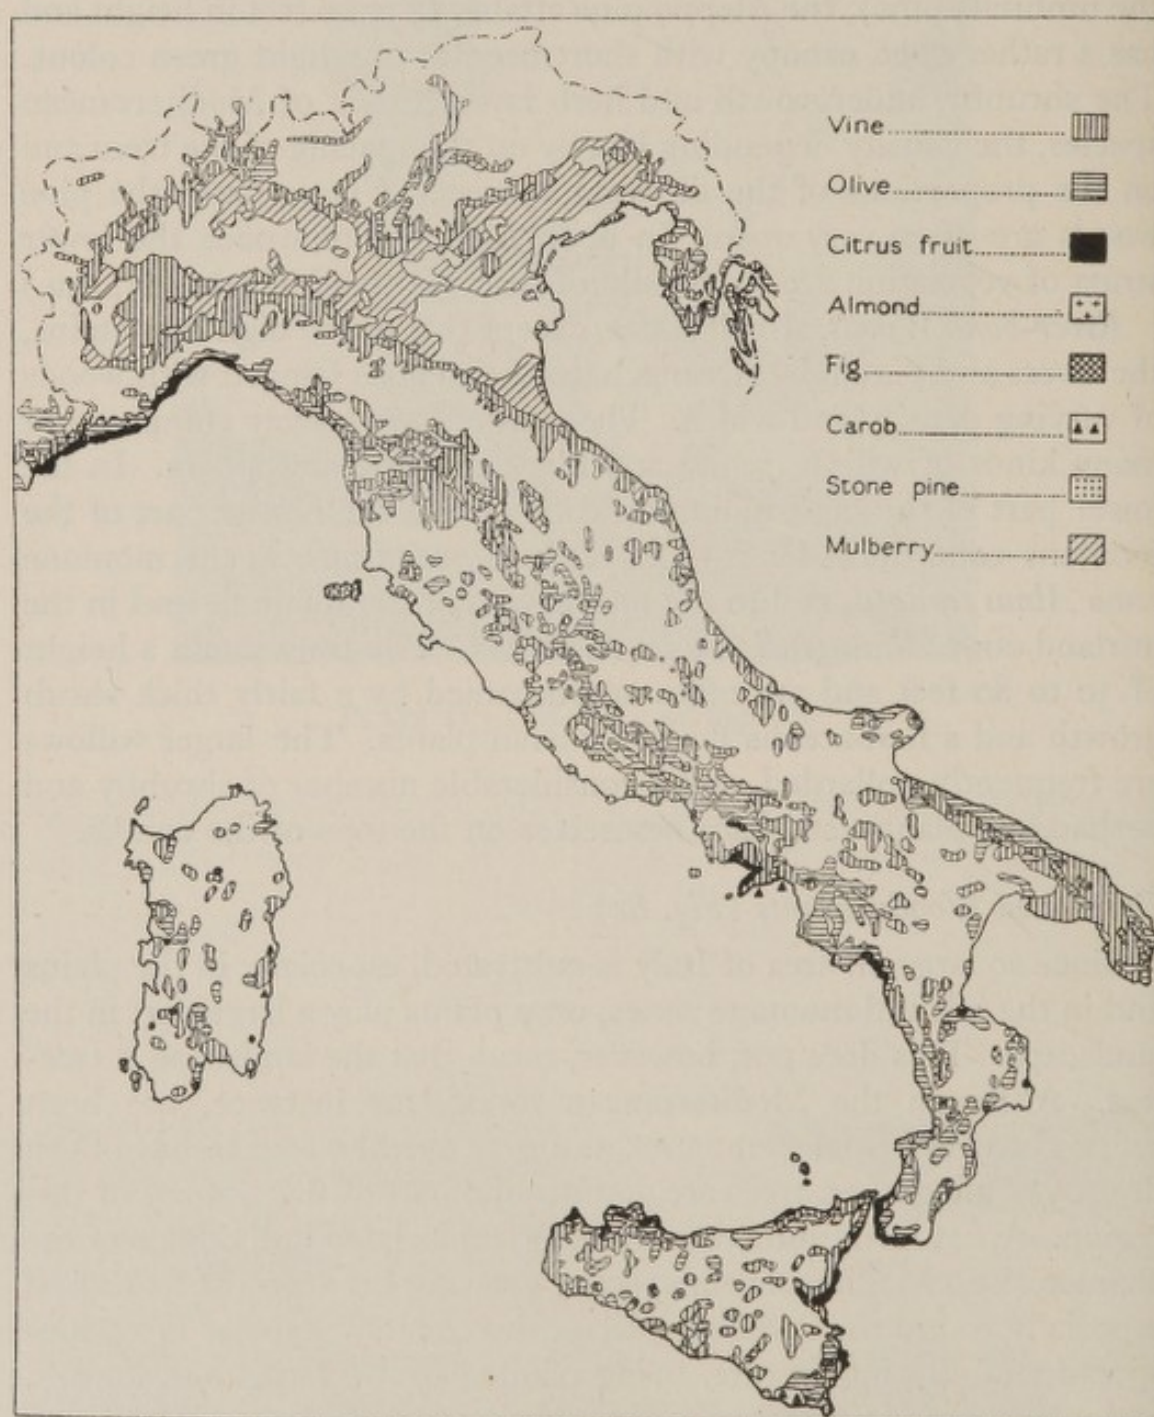 Vine
Olive
Citrus fruit
Almond
Fig
Carob
Stone pine
Mulberry